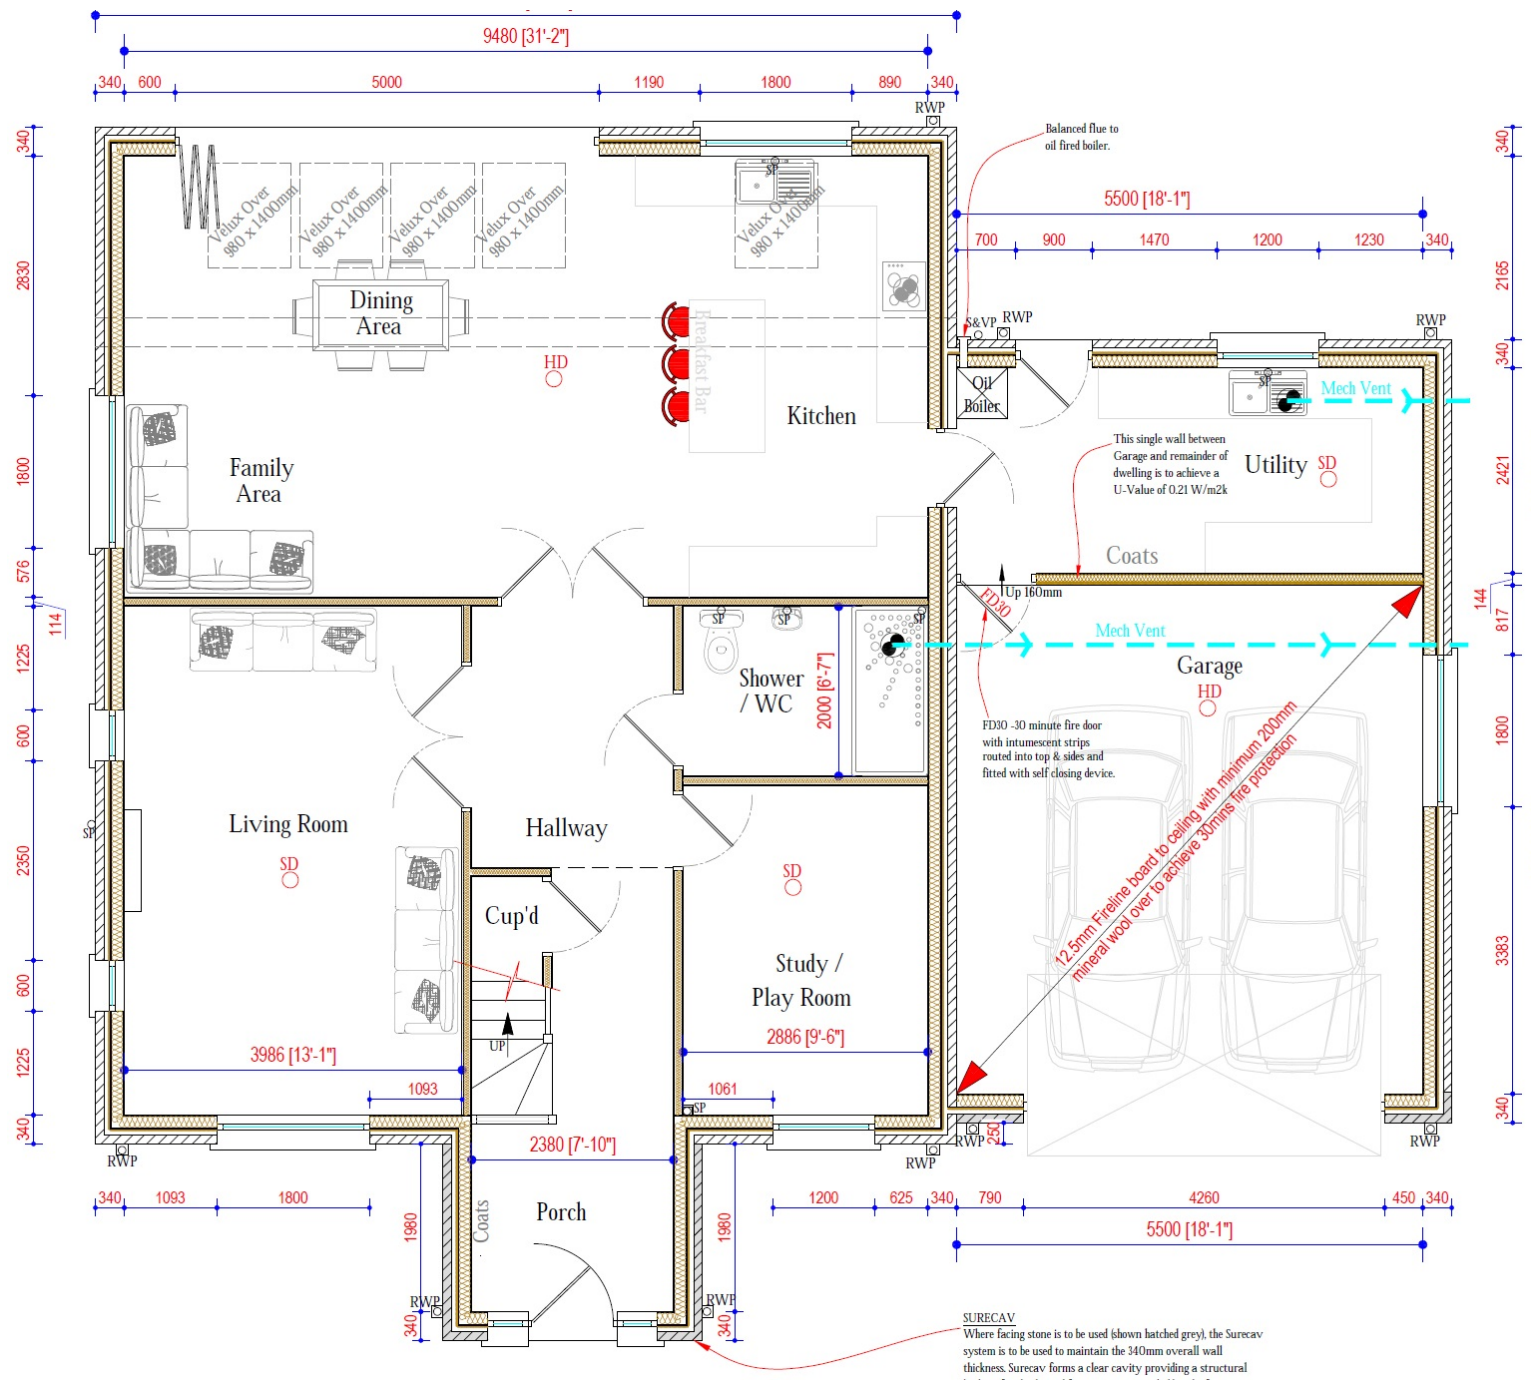 9480 [31'-2"]
340 600 5000 1190 1800 890 340
RWP
Balanced flue to
oil fired boiler.
340
340
5500 [18'-1"]
700 900 1470 1200 1230 340
Velux Over
980 x 1400mm
Velux Over
980 x 1400mm
Velux Over
980 x 1400mm
Velux Over
980 x 1400mm
Velux Over
980 x 1400mm
SP
2830
2165
Dining
Area
Breakfast Bar
HD
S&VP RWP
RWP
340
Oil
Boiler
SP
Mech Vent
Kitchen
This single wall between
Garage and remainder of
dwelling is to achieve a
U-Value of 0.21 W/m2k
Family
Area
Utility SD
1800
2421
Coats
576
114
144
Up 160mm
FD30
817
SP SP SP
Mech Vent
1225
Shower
/ WC
2000 [6'-7"]
Garage
HD
600
FD30 -30 minute fire door
with intumescent strips
routed into top & sides and
fitted with self closing device.
1800
12.5mm Fireline board to ceiling with minimum 200mm
mineral wool over to achieve 30mins fire protection
SP
Living Room
SD
Hallway
SD
2350
Cup'd
3383
Study /
Play Room
600
UP
2886 [9'-6"]
3986 [13'-1"]
1225
1093
1061
SP
340
340
250
RWP
2380 [7'-10"]
RWP
RWP
RWP
340 1093 1800
1200 625 340 790 4260 450 340
1980
Coats
Porch
1980
5500 [18'-1"]
RWP
RWP
340
340
SURECAV
Where facing stone is to be used (shown hatched grey), the Surecav
system is to be used to maintain the 340mm overall wall
thickness. Surecav forms a clear cavity providing a structural